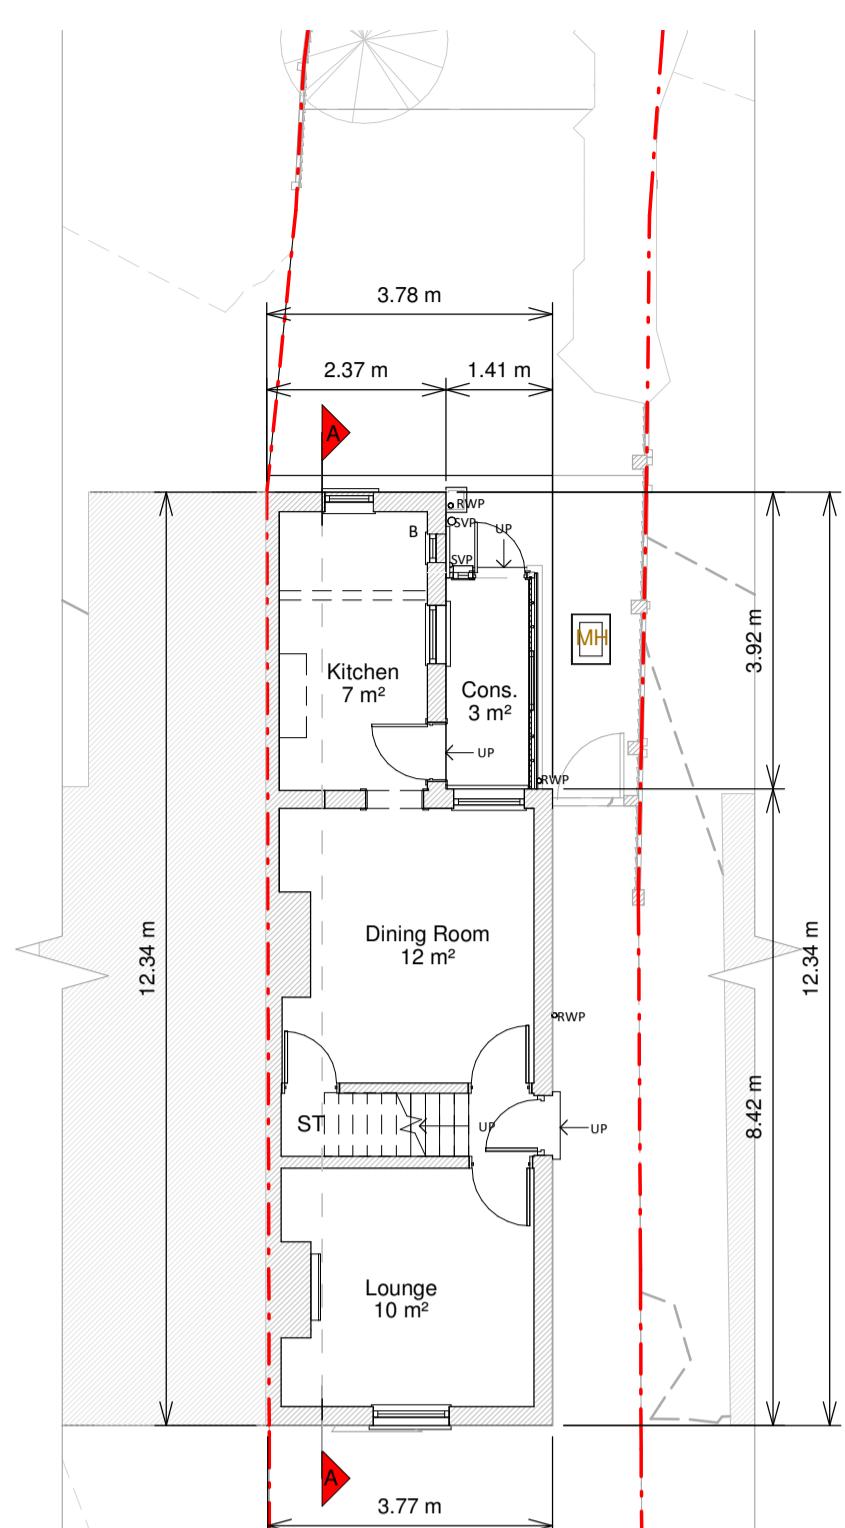 3.78 m
2.37 m
1.41 m
A
RWP
SVP
UP
B
SVP
MH
3.92 m
Kitchen
7 m²
Cons.
3 m²
UP
RWP
Dining Room
12 m²
12.34 m
12.34 m
RWP
8.42 m
ST
UP
UP
Lounge
10 m²
A
3.77 m